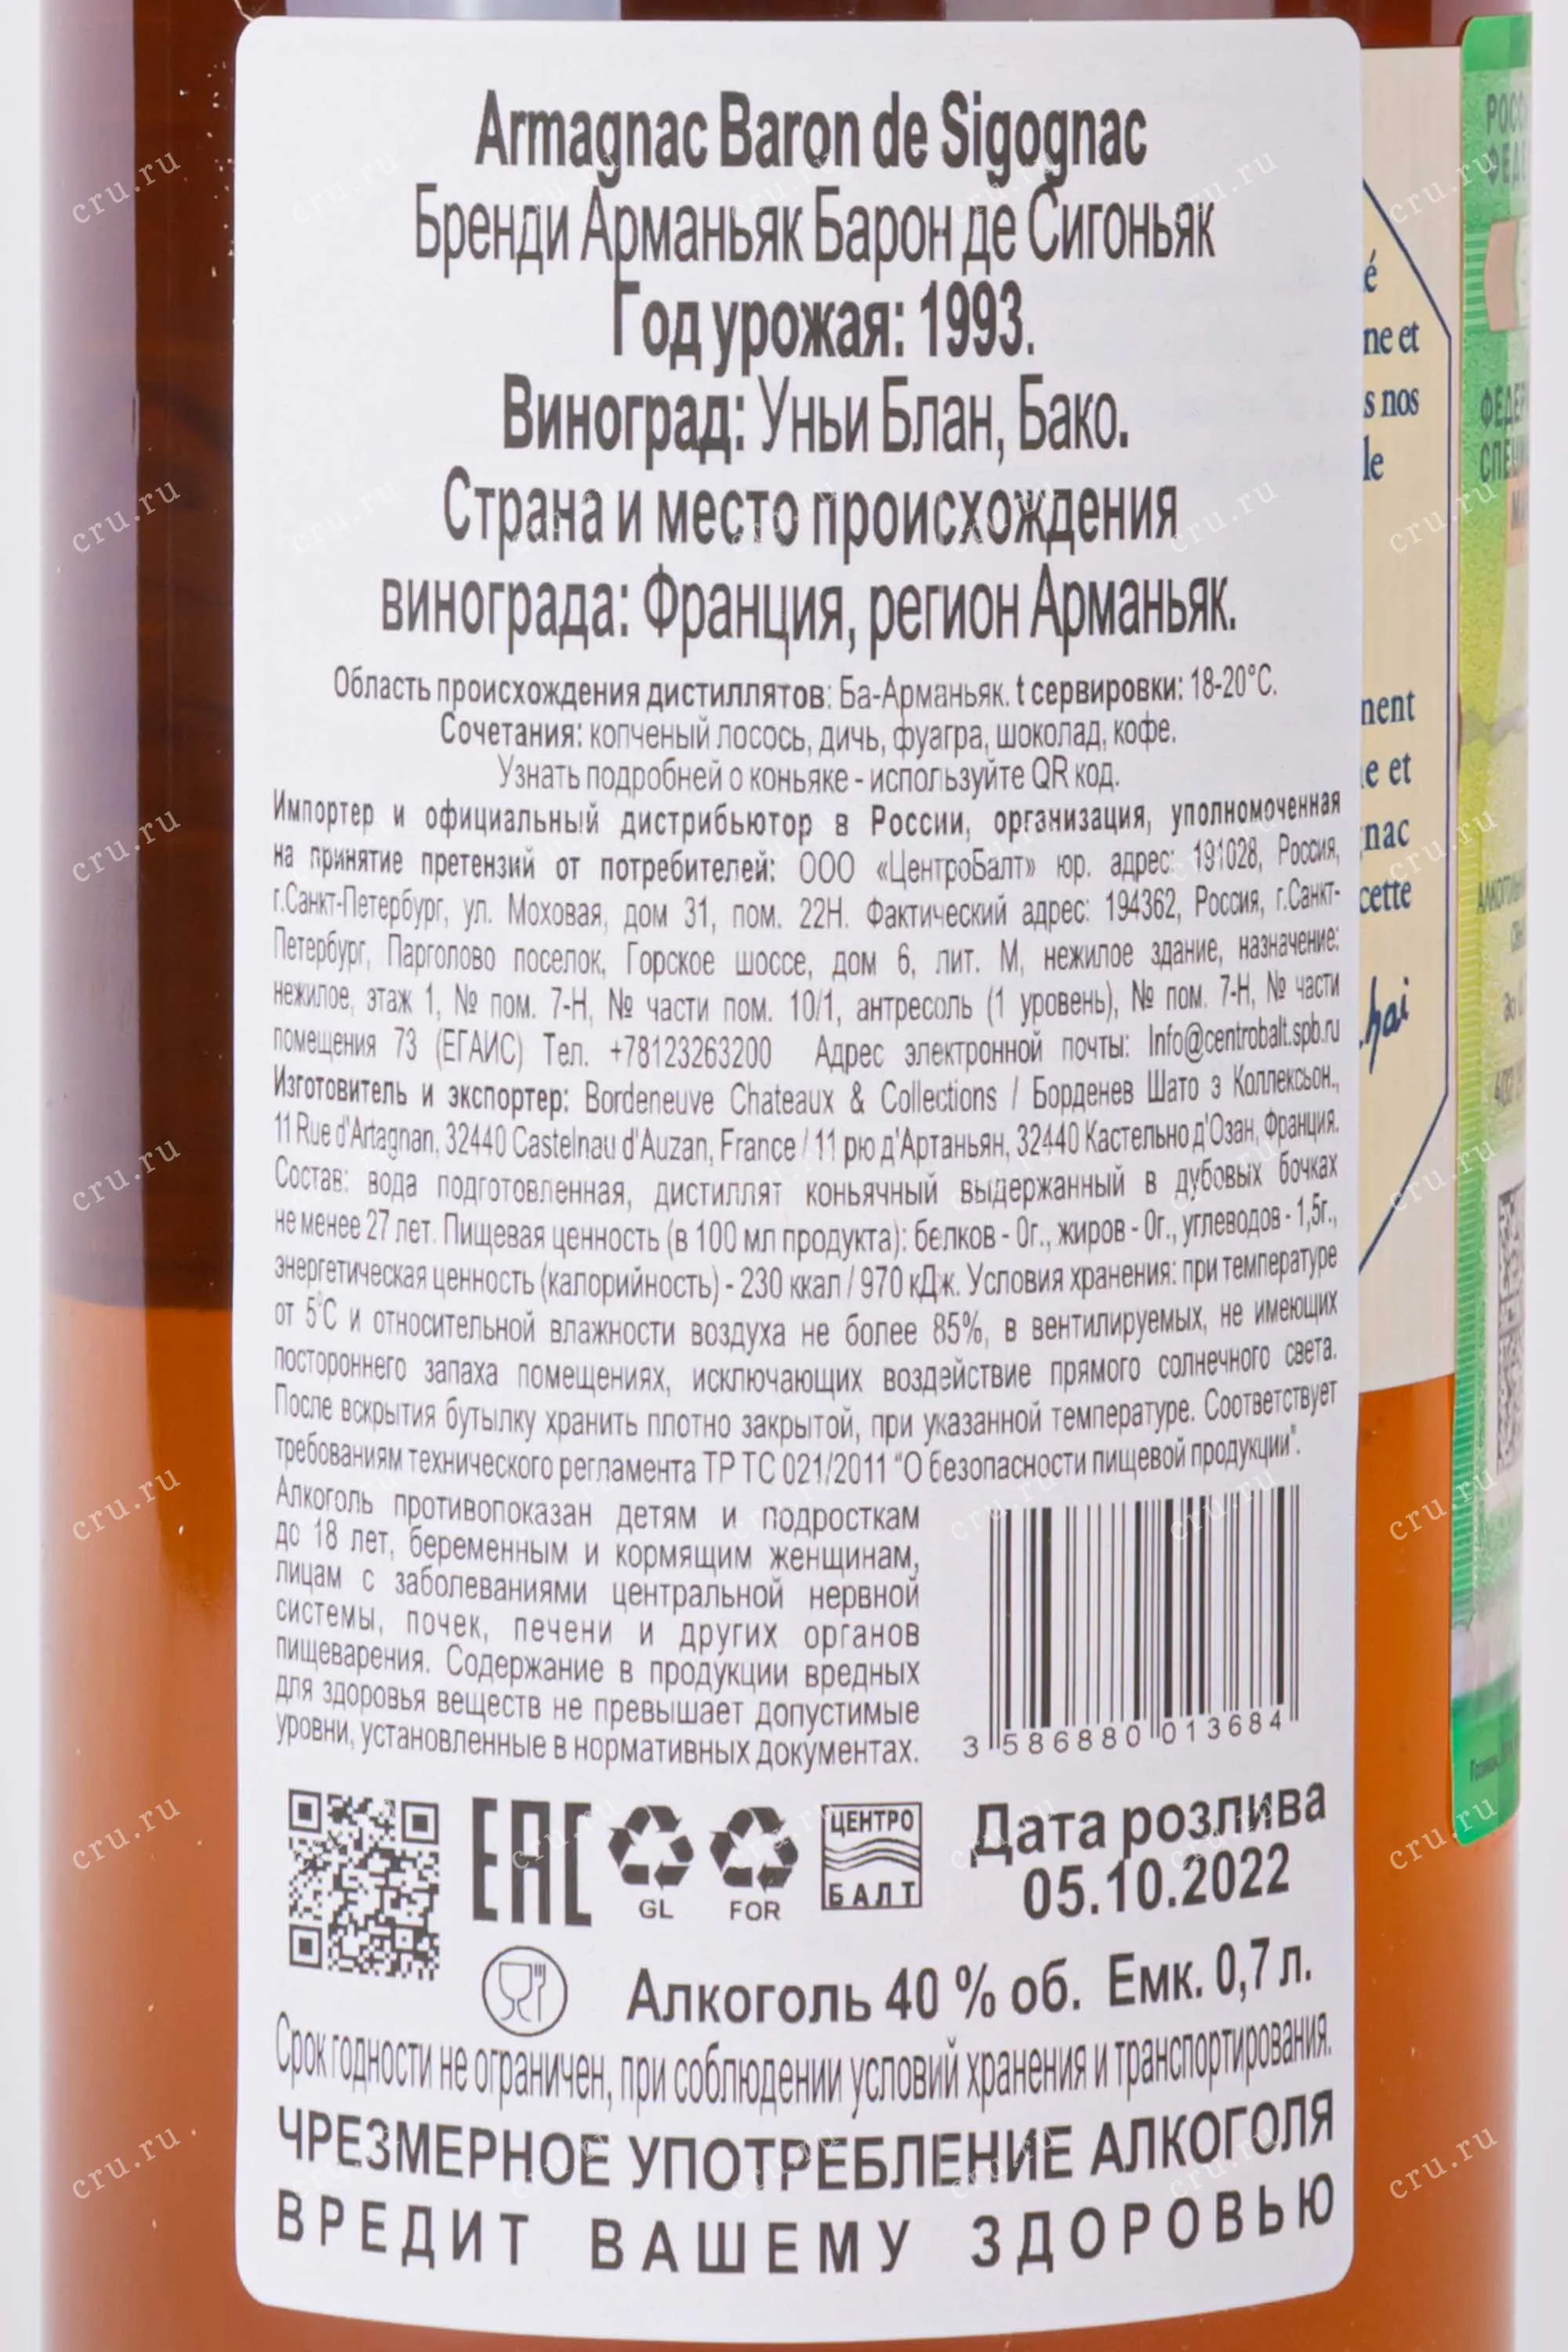 Armagnac Baron de Sigognac
Бренди Арманьяк Барон де Сигоньяк
Год урожая: 1993.
Виноград: Уньи Блан, Бако.
Страна и место происхождения
винограда: Франция, регион Арманьяк.
Область происхождения дистиллятов: Ба-Арманьяк. t сервировки: 18-20°С.
Сочетания: копченый лосось, дичь, фуагра, шоколад, кофе.
Узнать подробней о коньяке - используйте QR код.
Импортер и официальный дистрибьютор в России, организация, уполномоченная
на принятие претензий от потребителей: ООО «ЦентроБалт» юр. адрес: 191028, Россия,
г.Санкт-Петербург, ул. Моховая, дом 31, пом. 22Н. Фактический адрес: 194362, Россия, г.Санкт-
Петербург, Парголово поселок, Горское шоссе, дом 6, лит. М, нежилое здание, назначение:
нежилое, этаж 1, № пом. 7-Н, № части пом. 10/1, антресоль (1 уровень), № пом. 7-Н, № части
помещения 73 (ЕГАИС) Тел. +78123263200 Адрес электронной почты: Info@centrobalt.spb.ru
Изготовитель и экспортер: Bordeneuve Chateaux & Collections / Борденев Шато э Коллексьон.,
11 Rue d'Artagnan, 32440 Castelnau d'Auzan, France / 11 рю д'Артаньян, 32440 Кастельно д'Озан, Франция.
Состав: вода подготовленная, дистиллят коньячный выдержанный в дубовых бочках
не менее 27 лет. Пищевая ценность (в 100 мл продукта): белков - 0г., жиров - 0г., углеводов - 1,5г.,
энергетическая ценность (калорийность) - 230 ккал / 970 кДж. Условия хранения: при температуре
от 5°С и относительной влажности воздуха не более 85%, в вентилируемых, не имеющих
постороннего запаха помещениях, исключающих воздействие прямого солнечного света.
После вскрытия бутылку хранить плотно закрытой, при указанной температуре. Соответствует
требованиям технического регламента ТР ТС 021/2011 "О безопасности пищевой продукции".
Алкоголь противопоказан детям и подросткам
до 18 лет, беременным и кормящим женщинам,
лицам с заболеваниями центральной нервной
системы, почек, печени и других органов
пищеварения. Содержание в продукции вредных
для здоровья веществ не превышает допустимые
уровни, установленные в нормативных документах.
3 586880 013684
ЕАС
GL
FOR
ЦЕНТРО
БАЛТ
Дата розлива
05.10.2022
Алкоголь 40 % об. Емк. 0,7 л.
Срок годности не ограничен, при соблюдении условий хранения и транспортирования.
ЧРЕЗМЕРНОЕ УПОТРЕБЛЕНИЕ АЛКОГОЛЯ
ВРЕДИТ ВАШЕМУ ЗДОРОВЬЮ
é
ne et
s nos
le
nent
e et
nac
cette
cru.ru